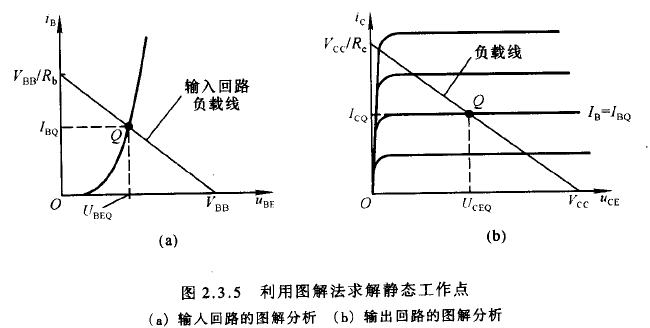 i_B
V_BB/R_b
输入回路
负载线
I_BQ
Q
O
U_BEQ
V_BB
u_BE
(a)
i_C
V_CC/R_c
负载线
I_CQ
Q
I_B=I_BQ
O
U_CEQ
V_CC
u_CE
(b)
图 2.3.5 利用图解法求解静态工作点
(a) 输入回路的图解分析 (b) 输出回路的图解分析